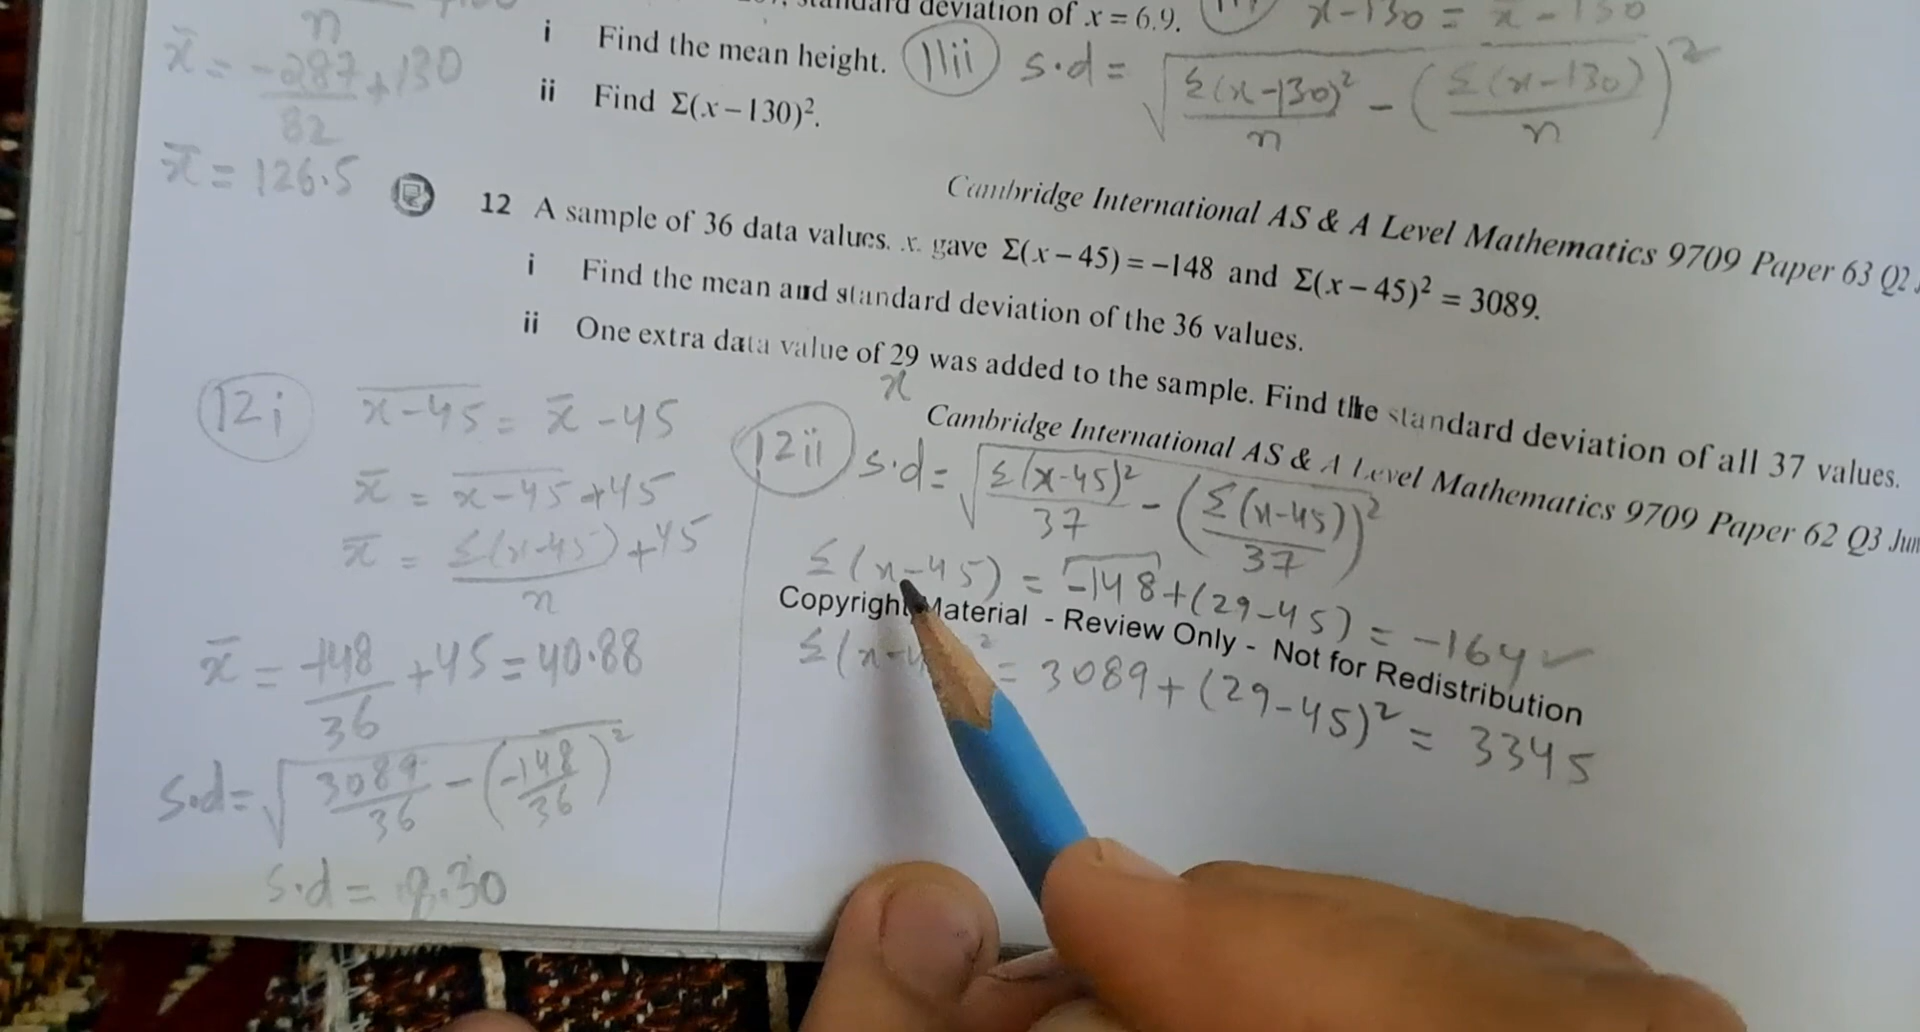 standard deviation of x = 6.9.
x-130 = x̄ - 130
i Find the mean height.
ii Find Σ(x – 130)².
n
x̄ = -287/82 + 130
x̄ = 126.5
11ii s.d = √(Σ(x-130)²/n - (Σ(x-130)/n)²)
Cambridge International AS & A Level Mathematics 9709 Paper 63 Q2
12 A sample of 36 data values, x, gave Σ(x – 45) = –148 and Σ(x – 45)² = 3089.
i Find the mean and standard deviation of the 36 values.
ii One extra data value of 29 was added to the sample. Find the standard deviation of all 37 values.
x
Cambridge International AS & A Level Mathematics 9709 Paper 62 Q3 Jun
12i x-45 = x̄ - 45
x̄ = x-45 + 45
x̄ = Σ(x-45)/n + 45
x̄ = -148/36 + 45 = 40.88
s.d = √(3089/36 - (-148/36)²)
s.d = 8.30
12ii s.d = √(Σ(x-45)²/37 - (Σ(x-45)/37)²)
Σ(x-45) = -148 + (29-45) = -164 ✓
Copyright Material - Review Only - Not for Redistribution
Σ(x-4 ² = 3089 + (29-45)² = 3345